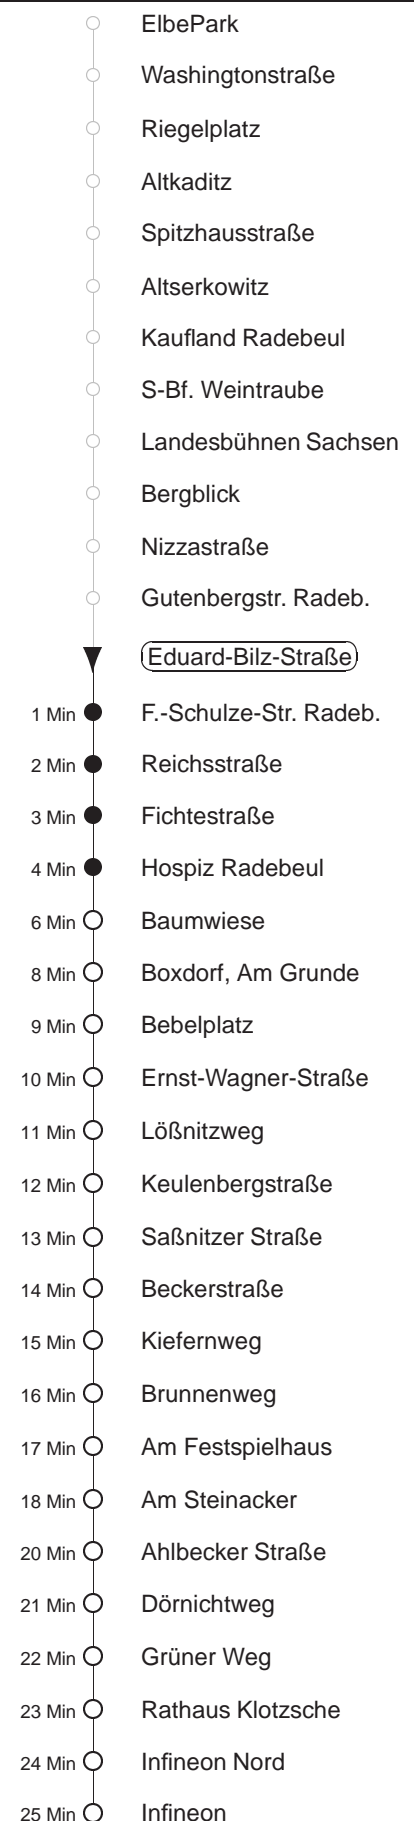 ElbePark
Washingtonstraße
Riegelplatz
Altkaditz
Spitzhausstraße
Altserkowitz
Kaufland Radebeul
S-Bf. Weintraube
Landesbühnen Sachsen
Bergblick
Nizzastraße
Gutenbergstr. Radeb.
Eduard-Bilz-Straße
1 Min F.-Schulze-Str. Radeb.
2 Min Reichsstraße
3 Min Fichtestraße
4 Min Hospiz Radebeul
6 Min Baumwiese
8 Min Boxdorf, Am Grunde
9 Min Bebelplatz
10 Min Ernst-Wagner-Straße
11 Min Lößnitzweg
12 Min Keulenbergstraße
13 Min Saßnitzer Straße
14 Min Beckerstraße
15 Min Kiefernweg
16 Min Brunnenweg
17 Min Am Festspielhaus
18 Min Am Steinacker
20 Min Ahlbecker Straße
21 Min Dörnichtweg
22 Min Grüner Weg
23 Min Rathaus Klotzsche
24 Min Infineon Nord
25 Min Infineon